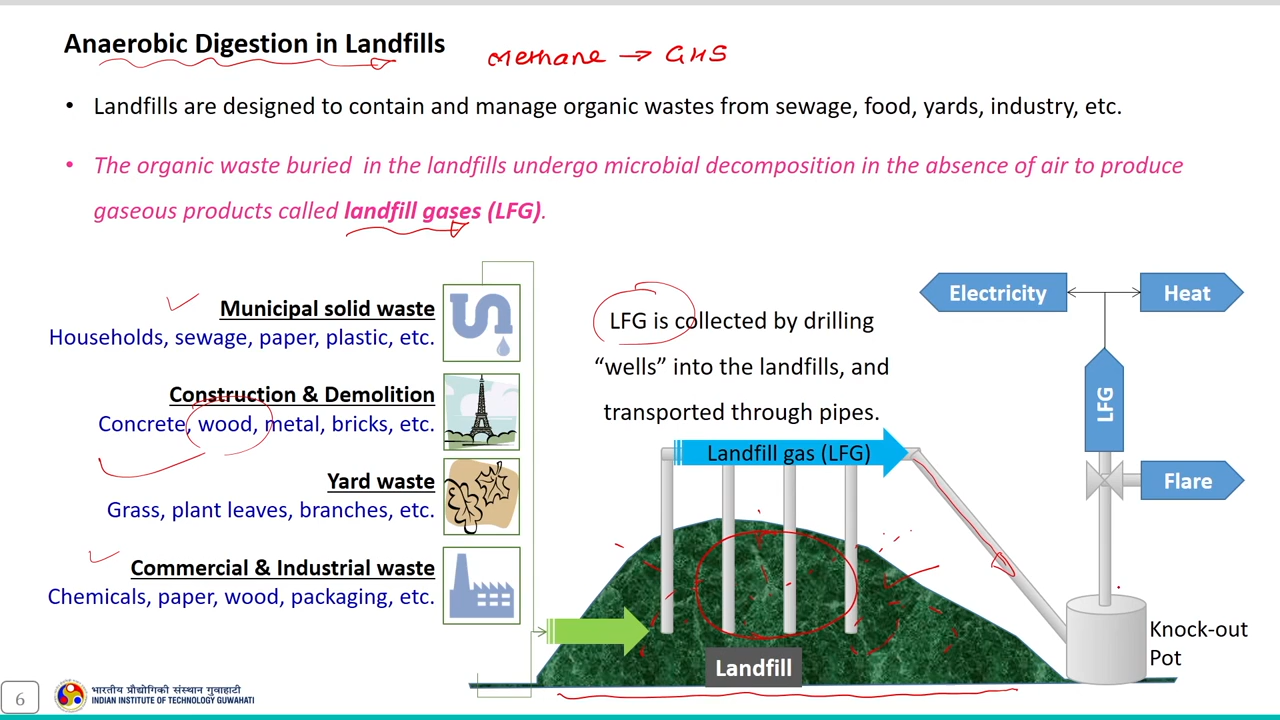 Anaerobic Digestion in Landfills
Methane → GHS
• Landfills are designed to contain and manage organic wastes from sewage, food, yards, industry, etc.
• The organic waste buried in the landfills undergo microbial decomposition in the absence of air to produce
gaseous products called landfill gases (LFG).
Municipal solid waste
Households, sewage, paper, plastic, etc.
Construction & Demolition
Concrete, wood, metal, bricks, etc.
Yard waste
Grass, plant leaves, branches, etc.
Commercial & Industrial waste
Chemicals, paper, wood, packaging, etc.
LFG is collected by drilling
“wells” into the landfills, and
transported through pipes.
Landfill gas (LFG)
Landfill
Electricity
Heat
LFG
Flare
Knock-out
Pot
6
भारतीय प्रौद्योगिकी संस्थान गुवाहाटी
INDIAN INSTITUTE OF TECHNOLOGY GUWAHATI